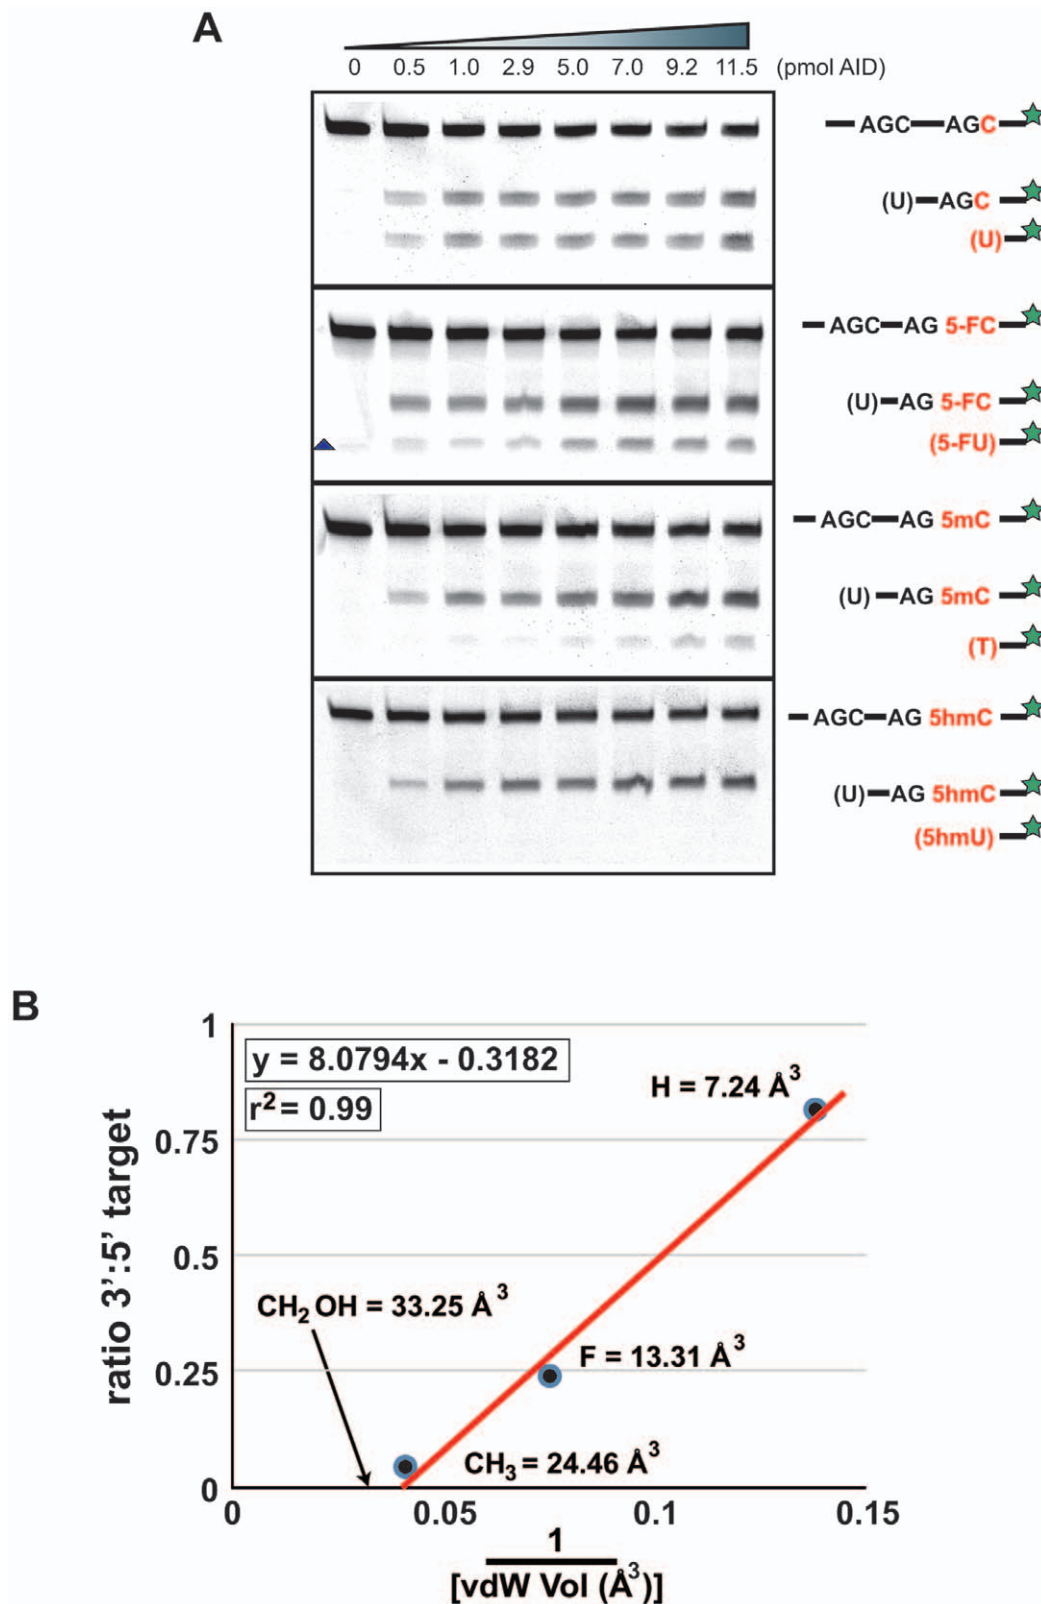 A
0 0.5 1.0 2.9 5.0 7.0 9.2 11.5 (pmol AID)
AGC AGC
(U) AGC
(U)
AGC AG 5-FC
(U) AG 5-FC
(5-FU)
AGC AG 5mC
(U) AG 5mC
(T)
AGC AG 5hmC
(U) AG 5hmC
(5hmU)
B
ratio 3':5' target
1
0.75
0.5
0.25
0
y = 8.0794x - 0.3182
r² = 0.99
H = 7.24 Å³
CH₂ OH = 33.25 Å³
F = 13.31 Å³
CH₃ = 24.46 Å³
0 0.05 0.1 0.15
1
[vdW Vol (Å³)]